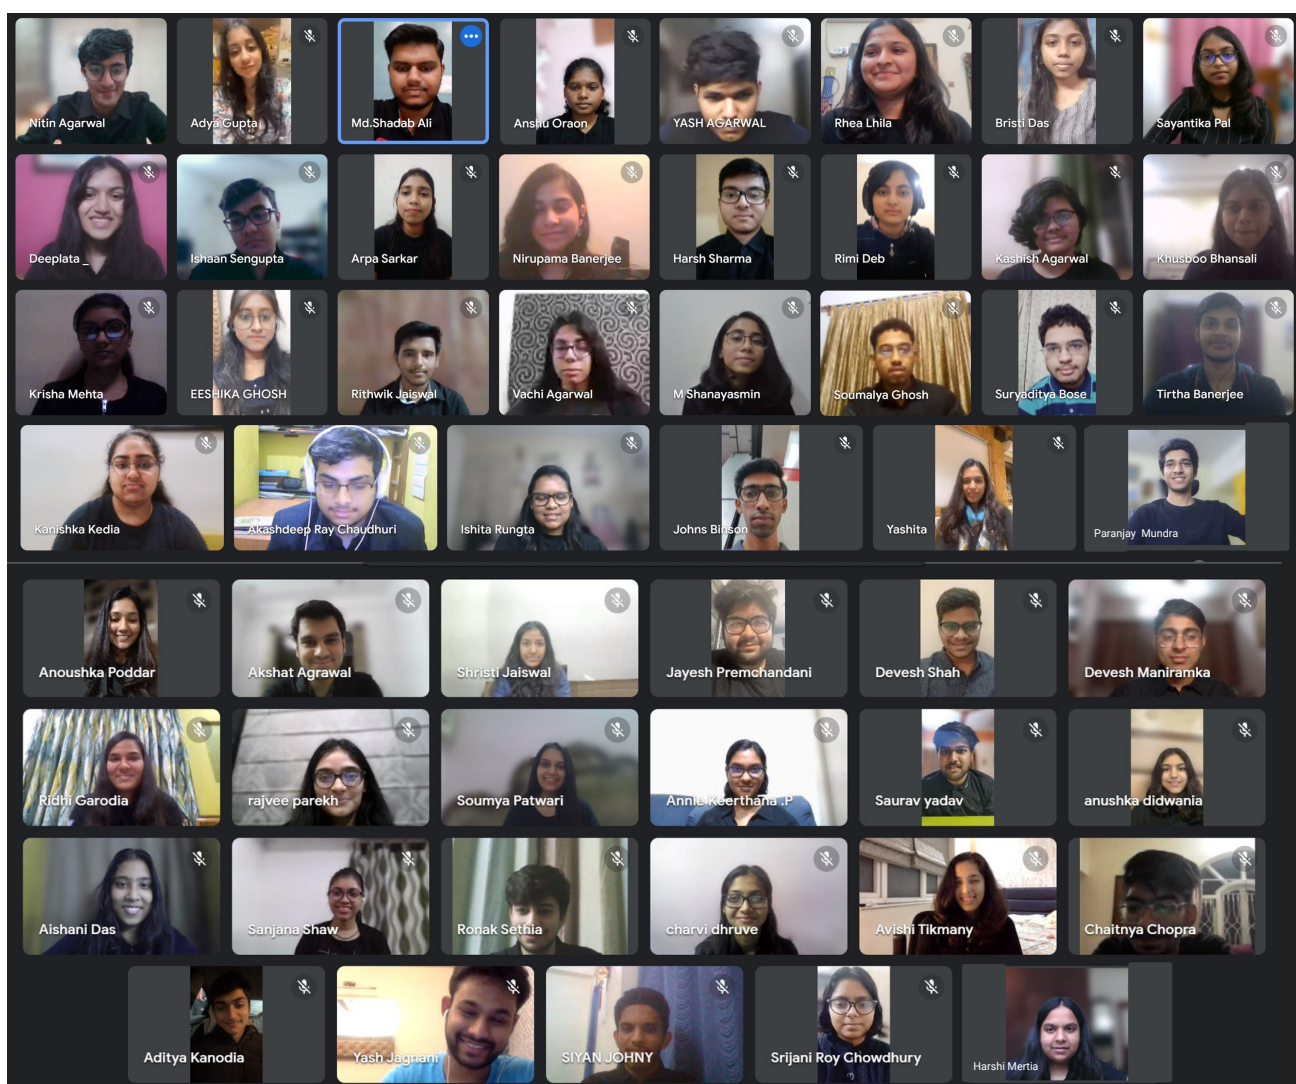 Nitin Agarwal
Adya Gupta
Md.Shadab Ali
Anshu Oraon
YASH AGARWAL
Rhea Lhila
Bristi Das
Sayantika Pal
Deeplata _
Ishaan Sengupta
Arpa Sarkar
Nirupama Banerjee
Harsh Sharma
Rimi Deb
Kashish Agarwal
Khusboo Bhansali
Krisha Mehta
EESHIKA GHOSH
Rithwik Jaiswal
Vachi Agarwal
M Shanayasmin
Soumalya Ghosh
Suryaditya Bose
Tirtha Banerjee
Kanishka Kedia
Akashdeep Ray Chaudhuri
Ishita Rungta
Johns Binson
Yashita
Paranjay Mundra
Anoushka Poddar
Akshat Agrawal
Shristi Jaiswal
Jayesh Premchandani
Devesh Shah
Devesh Maniramka
Ridhi Garodia
rajvee parekh
Soumya Patwari
Annie Keerthana .P
Saurav yadav
anushka didwania
Aishani Das
Sanjana Shaw
Ronak Sethia
charvi dhruve
Avishi Tikmany
Chaitnya Chopra
Aditya Kanodia
Yash Jagnani
SIYAN JOHNY
Srijani Roy Chowdhury
Harshi Mertia